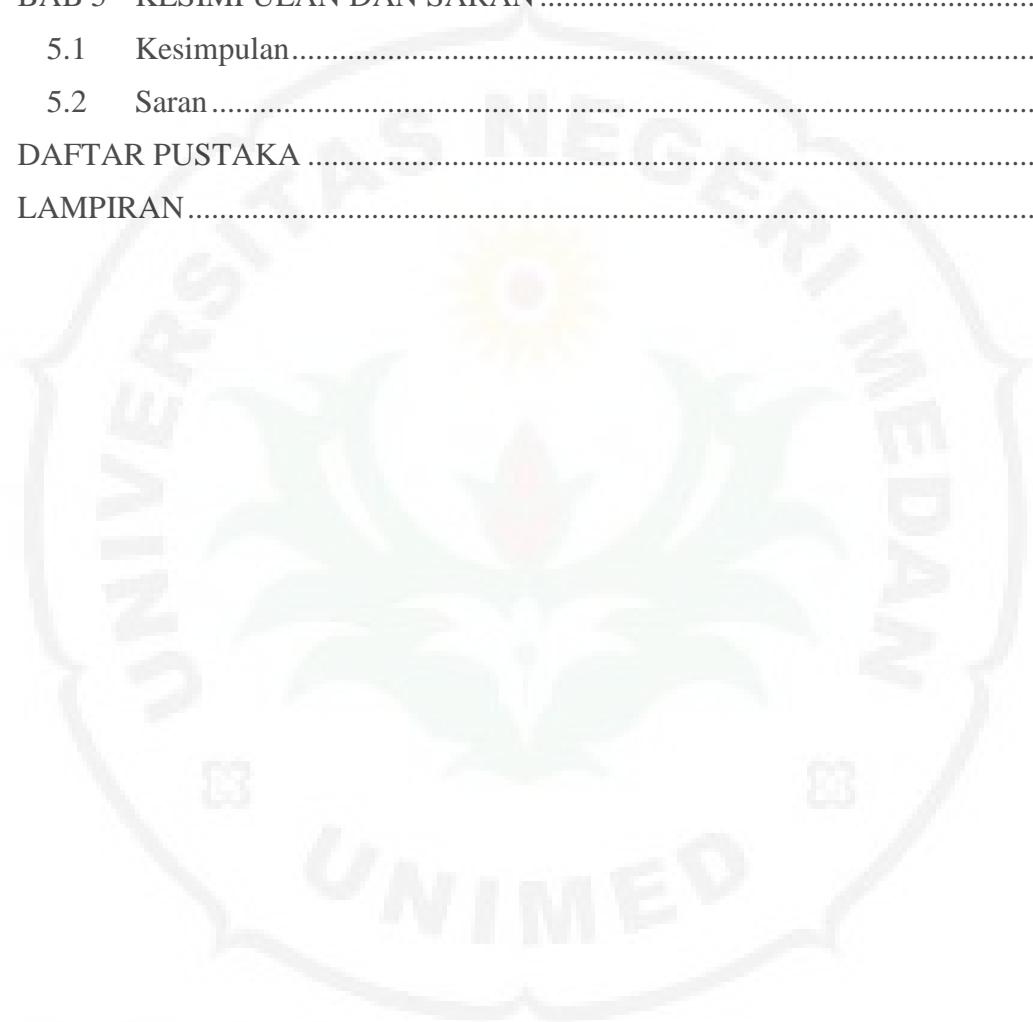 BAB 5 KESIMPULAN DAN SARAN........................................................
5.1 Kesimpulan........................................................................................
5.2 Saran..................................................................................................
DAFTAR PUSTAKA ....................................................................................
LAMPIRAN...................................................................................................
UNIVERSITAS NEGERI MEDAN
UNIMED